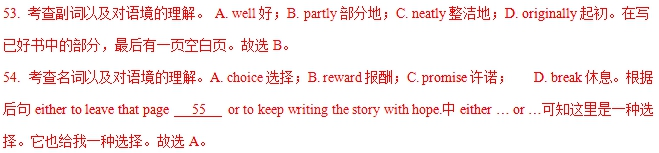 53. 考查副词以及对语境的理解。 A. well 好；B. partly 部分地；C. neatly 整洁地；D. originally 起初。在写
已好书中的部分，最后有一页空白页。故选 B。
54. 考查名词以及对语境的理解。A. choice 选择；B. reward 报酬；C. promise 许诺； D. break 休息。根据
后句 either to leave that page 55 or to keep writing the story with hope.中 either … or …可知这里是一种选
择。它也给我一种选择。故选 A。